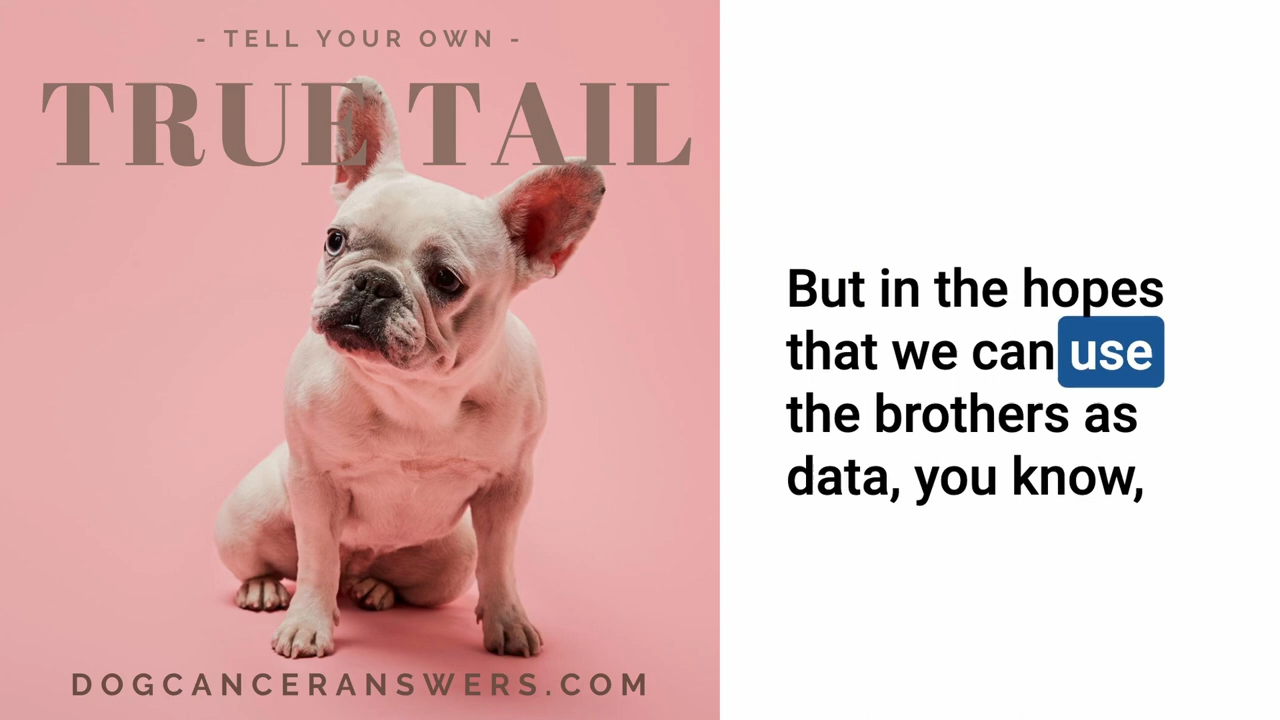 - TELL YOUR OWN -
TRUE TAIL
DOGCANCERANSWERS.COM
But in the hopes
that we can use
the brothers as
data, you know,